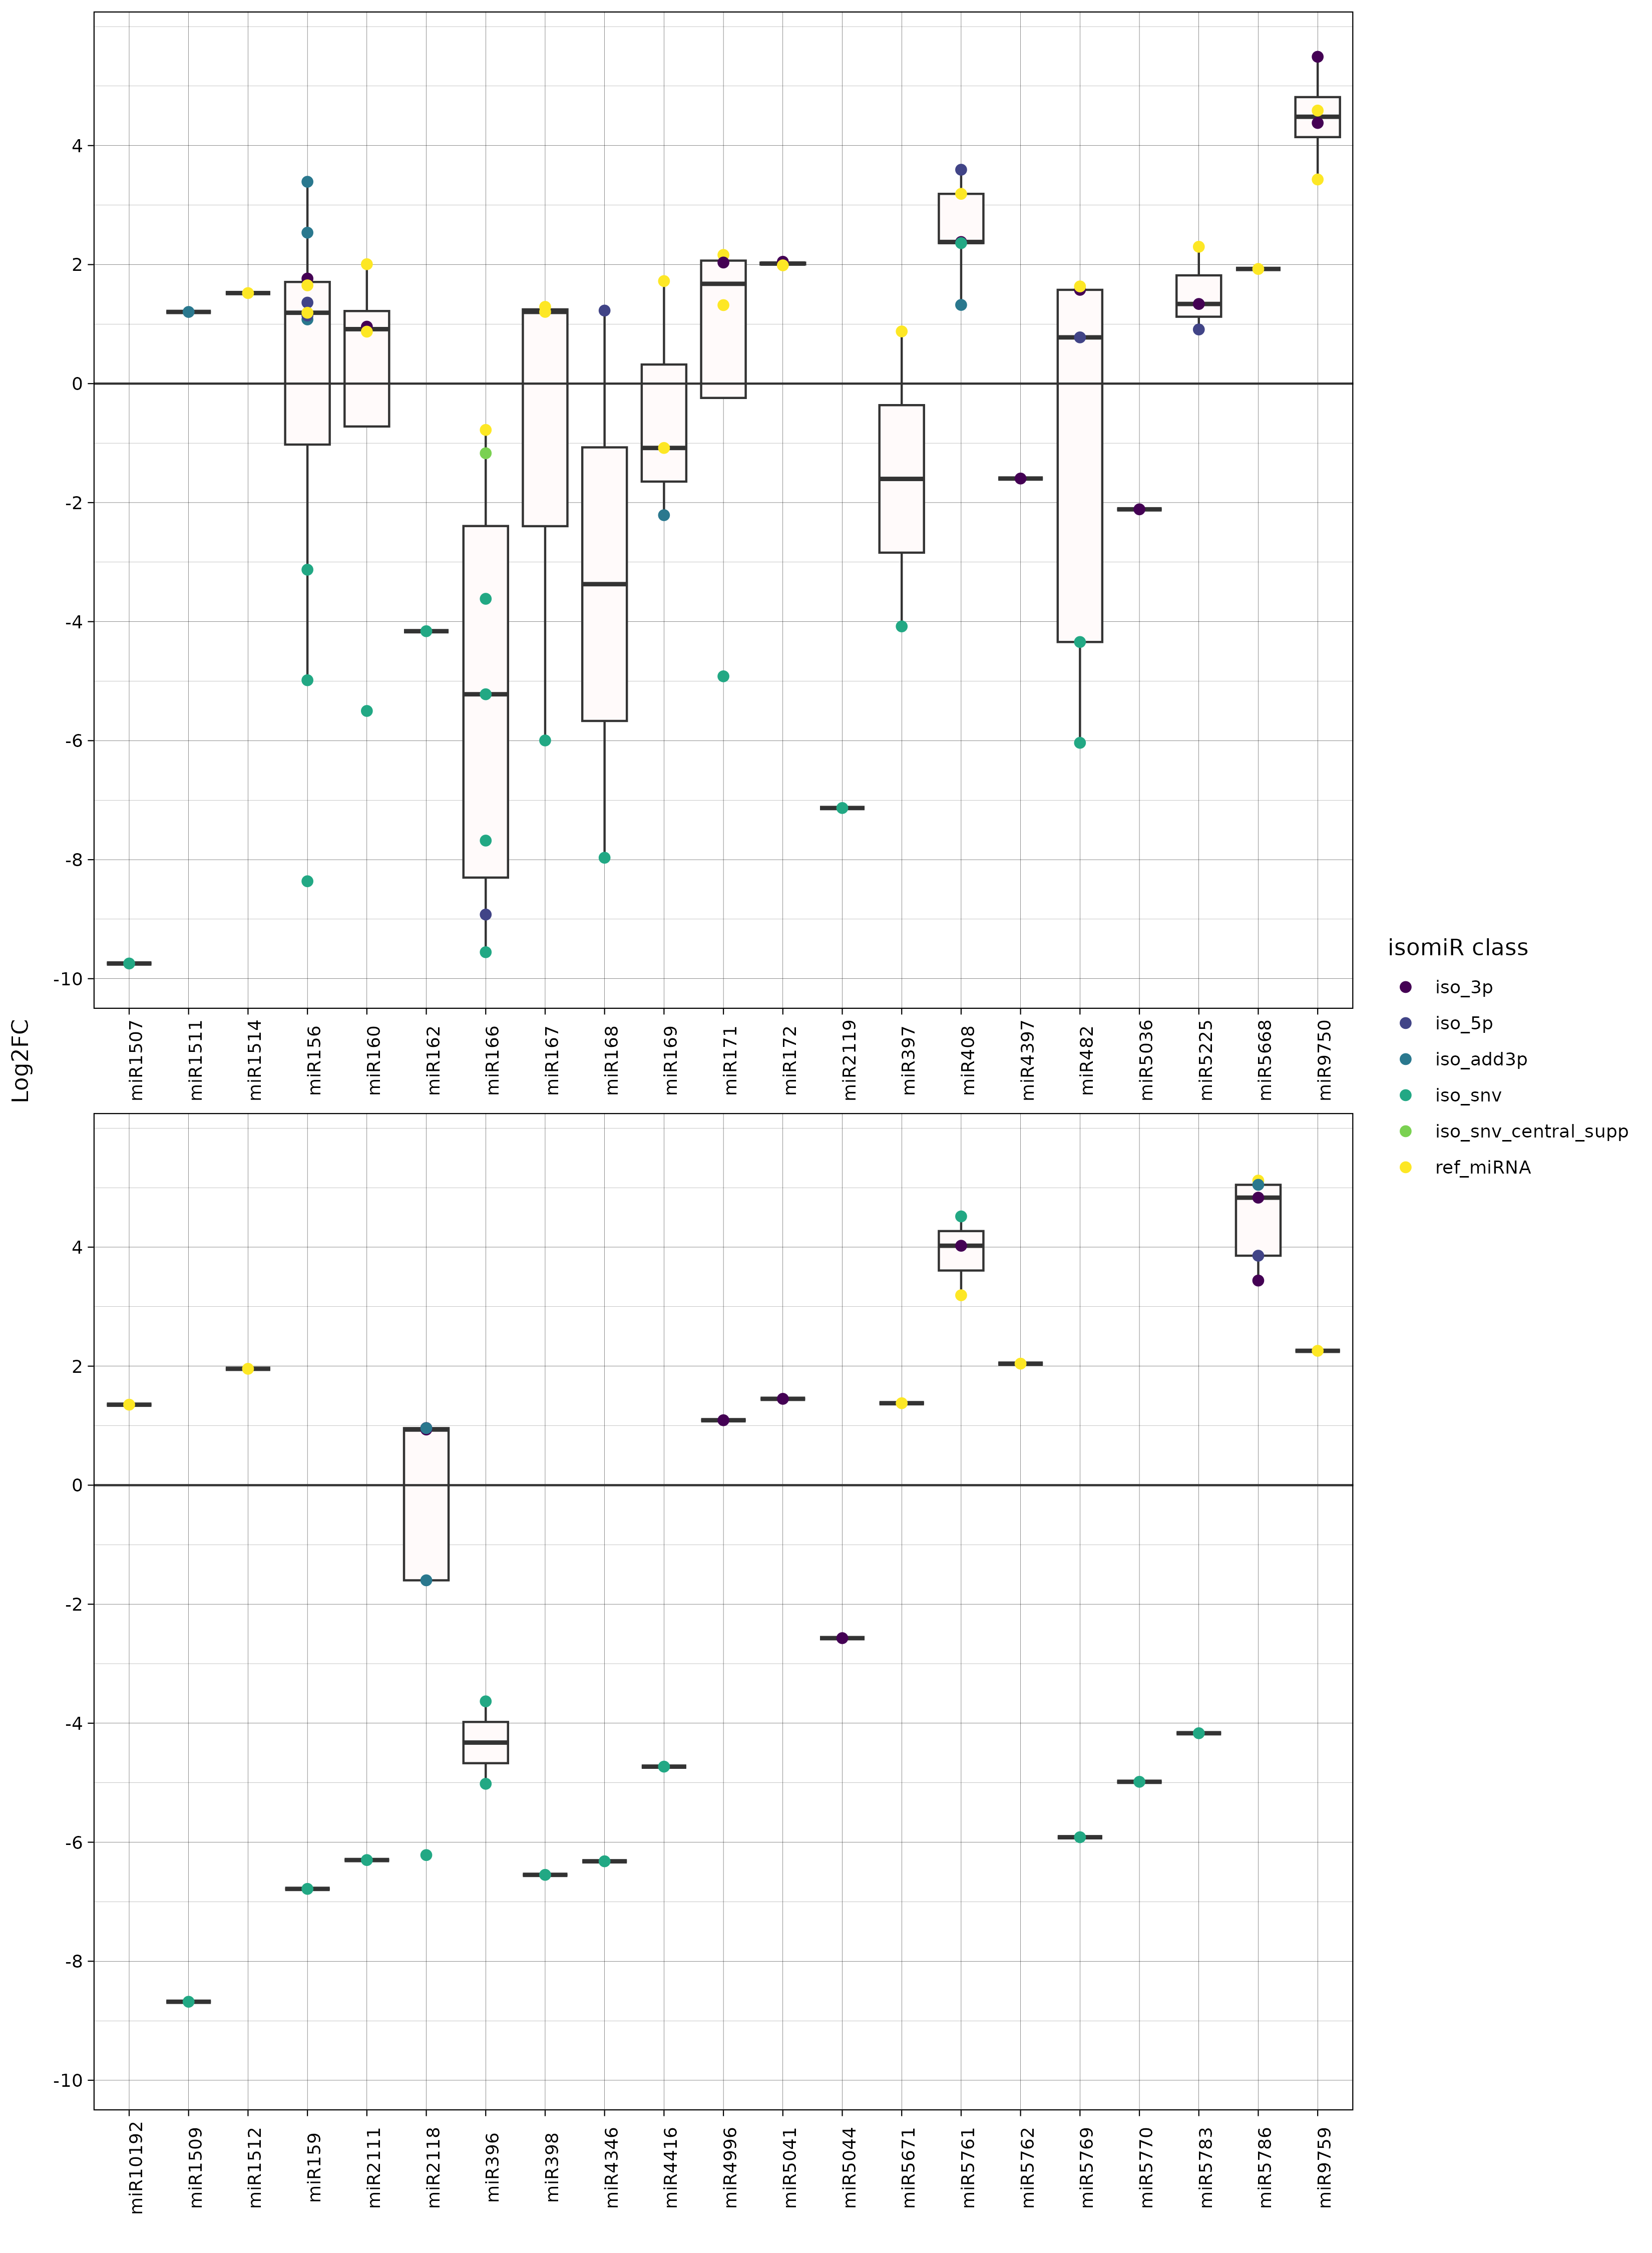 Log2FC
4
2
0
-2
-4
-6
-8
-10
miR1507
miR1511
miR1514
miR156
miR160
miR162
miR166
miR167
miR168
miR169
miR171
miR172
miR2119
miR397
miR408
miR4397
miR482
miR5036
miR5225
miR5668
miR9750
4
2
0
-2
-4
-6
-8
-10
miR10192
miR1509
miR1512
miR159
miR2111
miR2118
miR396
miR398
miR4346
miR4416
miR4996
miR5041
miR5044
miR5671
miR5761
miR5762
miR5769
miR5770
miR5783
miR5786
miR9759
isomiR class
iso_3p
iso_5p
iso_add3p
iso_snv
iso_snv_central_supp
ref_miRNA